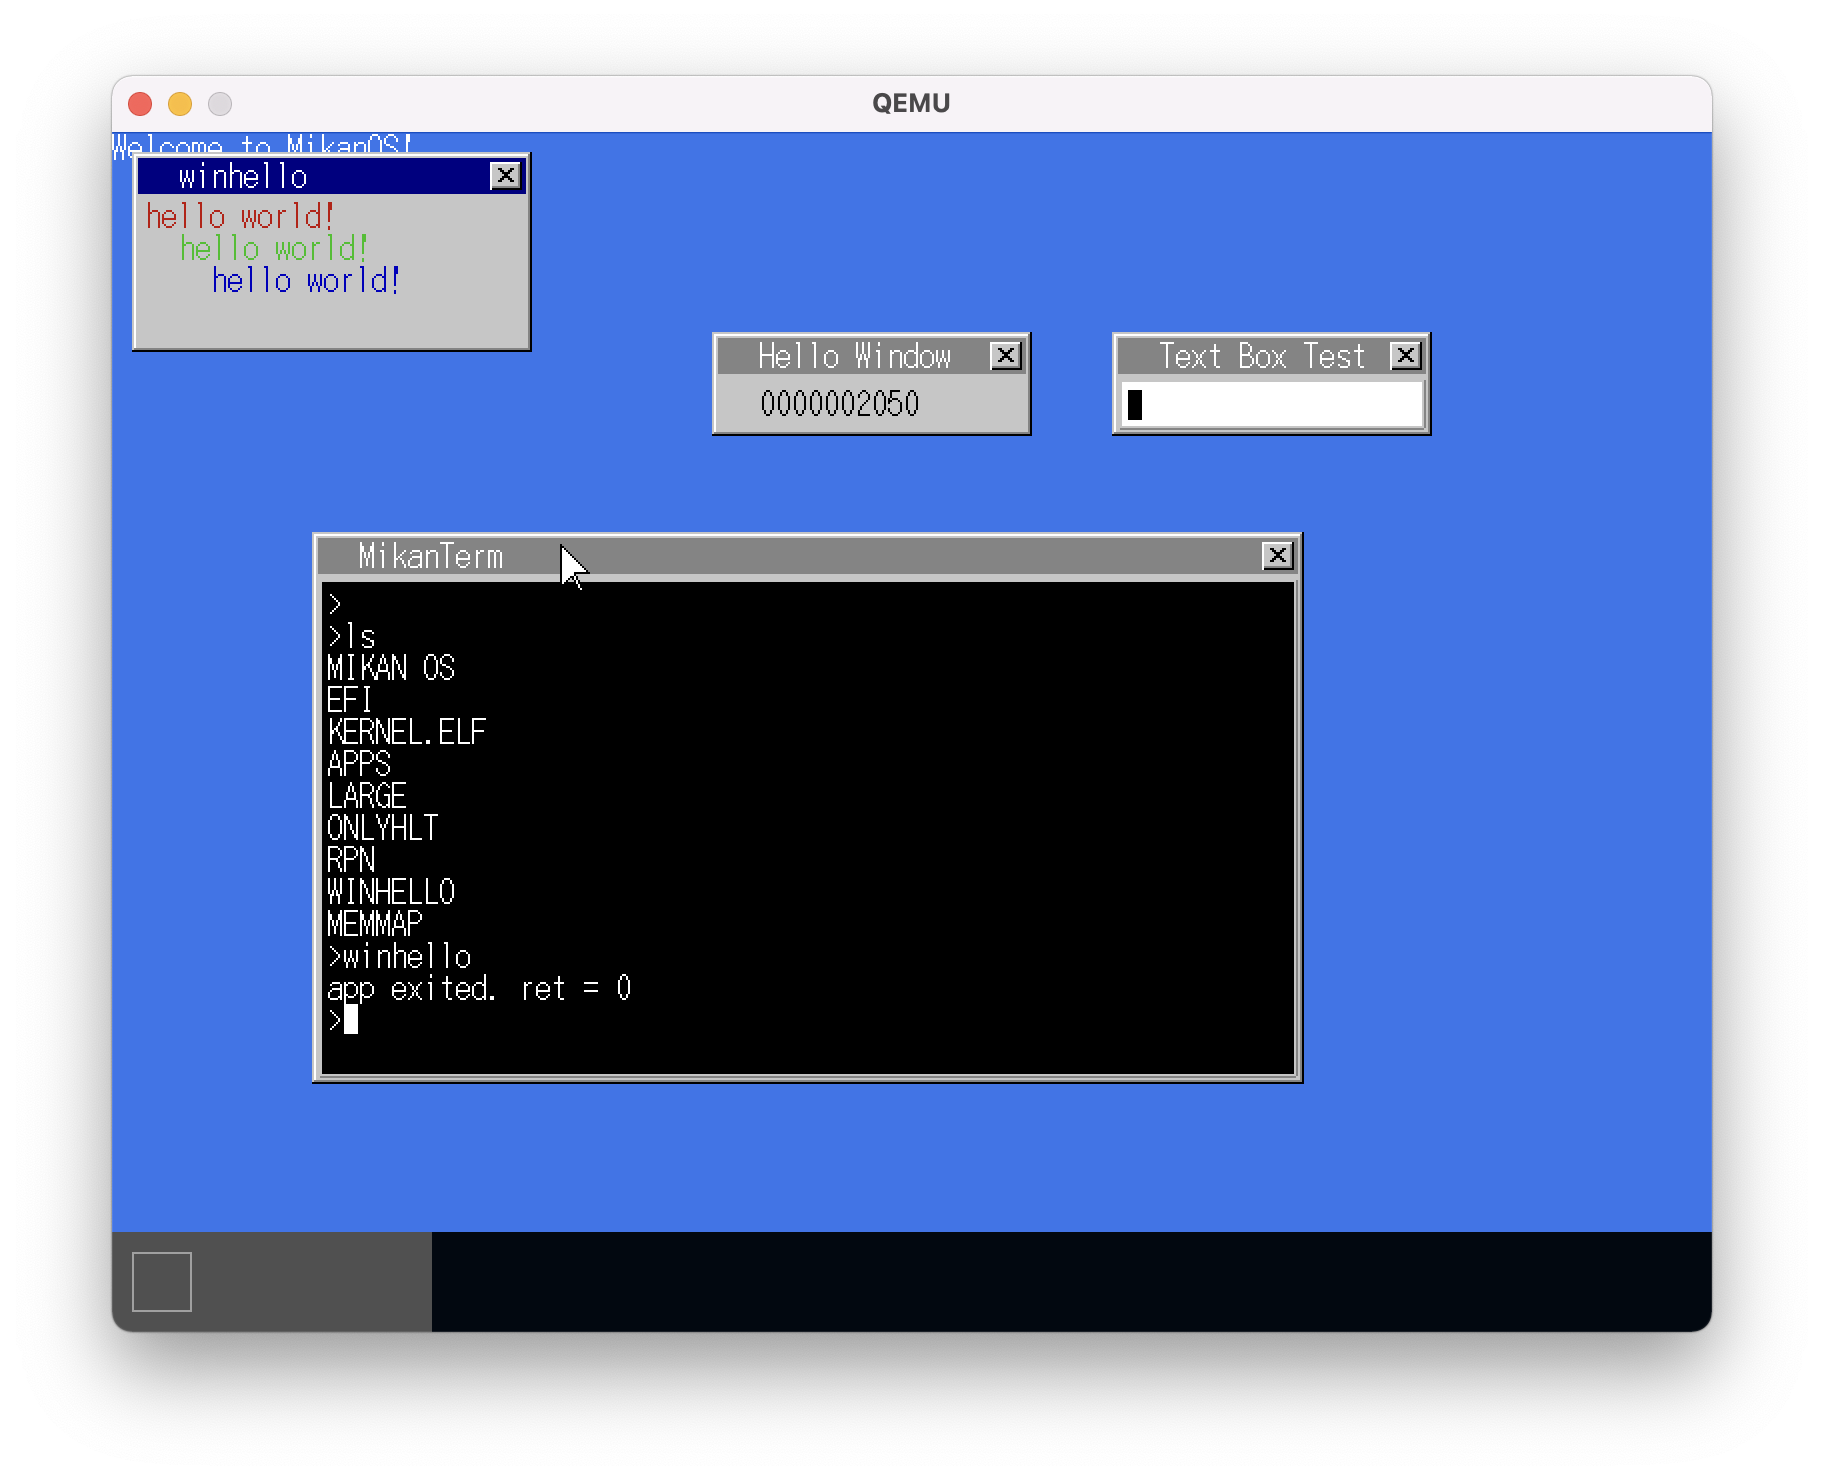 QEMU
Welcome to MikanOS!
winhello
hello world!
hello world!
hello world!
Hello Window
0000002050
Text Box Test
MikanTerm
>
>ls
MIKAN OS
EFI
KERNEL.ELF
APPS
LARGE
ONLYHLT
RPN
WINHELLO
MEMMAP
>winhello
app exited. ret = 0
>